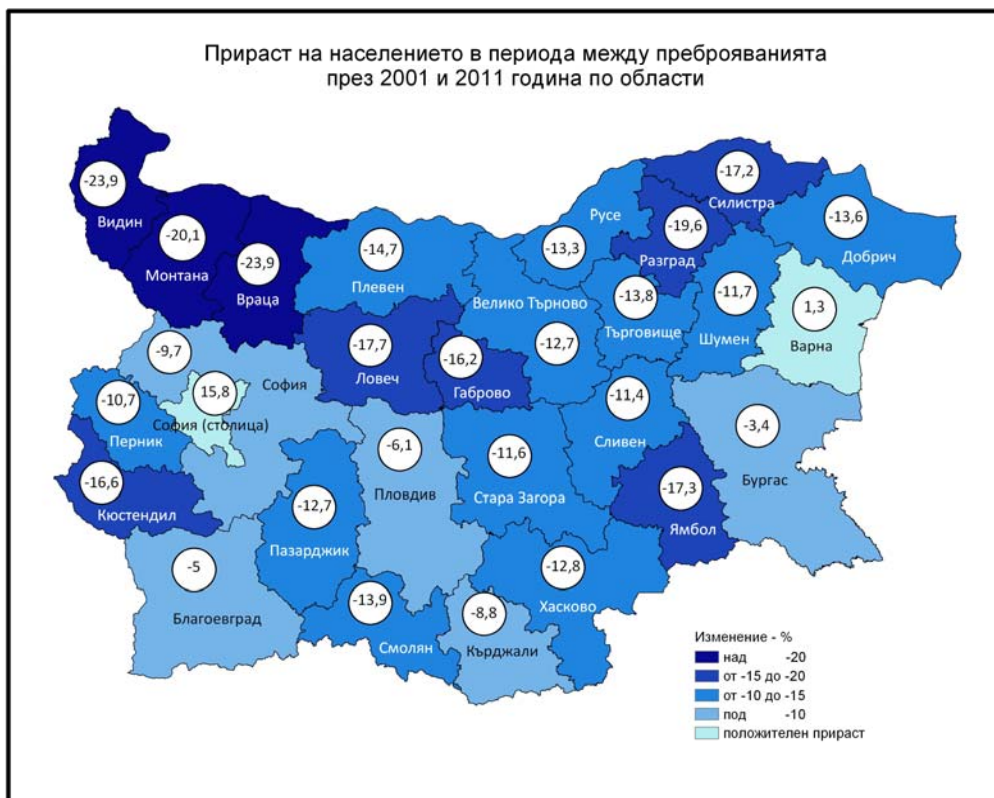 Прираст на населението в периода между преброяванията
през 2001 и 2011 година по области
-23,9
Видин
-20,1
Монтана
-23,9
Враца
-14,7
Плевен
Велико Търново
-12,7
Русе
-13,3
-19,6
Разград
-17,2
Силистра
-13,6
Добрич
-13,8
Търговище
-11,7
Шумен
1,3
Варна
-9,7
София
15,8
София (столица)
-10,7
Перник
-16,6
Кюстендил
-17,7
Ловеч
-16,2
Габрово
-6,1
Пловдив
-12,7
Пазарджик
-11,6
Стара Загора
-11,4
Сливен
-17,3
Ямбол
-3,4
Бургас
-5
Благоевград
-13,9
Смолян
-8,8
Кърджали
-12,8
Хасково
Изменение - %
над -20
от -15 до -20
от -10 до -15
под -10
положителен прираст